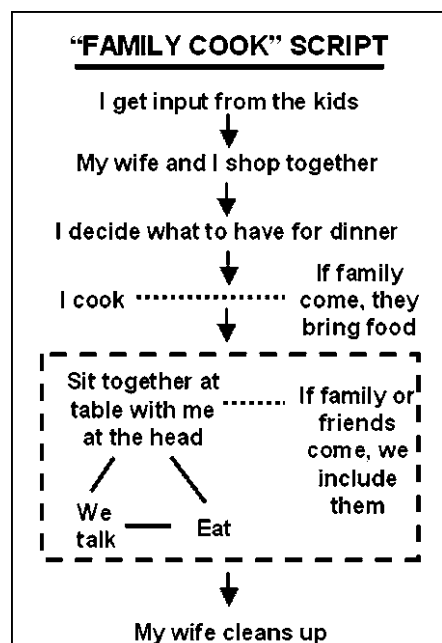 “FAMILY COOK” SCRIPT
I get input from the kids
My wife and I shop together
I decide what to have for dinner
I cook
If family
come, they
bring food
Sit together at
table with me
at the head
If family or
friends
come, we
include
them
We
talk
Eat
My wife cleans up